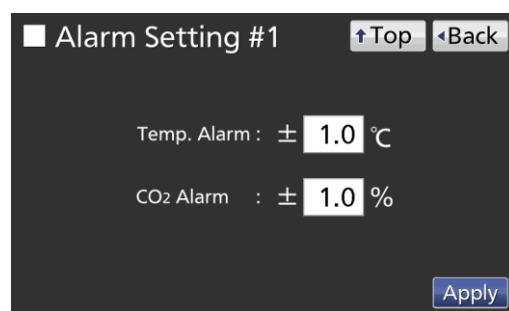 Alarm Setting #1 Top Back
Temp. Alarm : ± 1.0 ℃
CO2 Alarm : ± 1.0 %
Apply